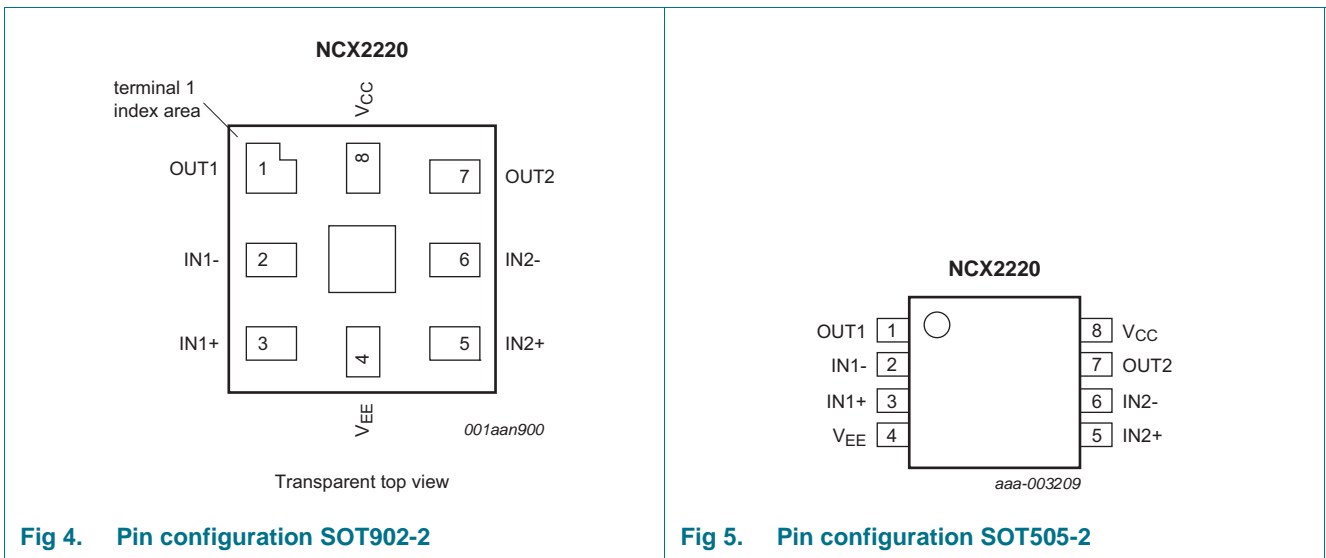 NCX2220
terminal 1
index area
VCC
OUT1 1 8 7 OUT2
IN1- 2 6 IN2-
IN1+ 3 4 5 IN2+
VEE
001aan900
Transparent top view
Fig 4. Pin configuration SOT902-2
NCX2220
OUT1 1 8 VCC
IN1- 2 7 OUT2
IN1+ 3 6 IN2-
VEE 4 5 IN2+
aaa-003209
Fig 5. Pin configuration SOT505-2